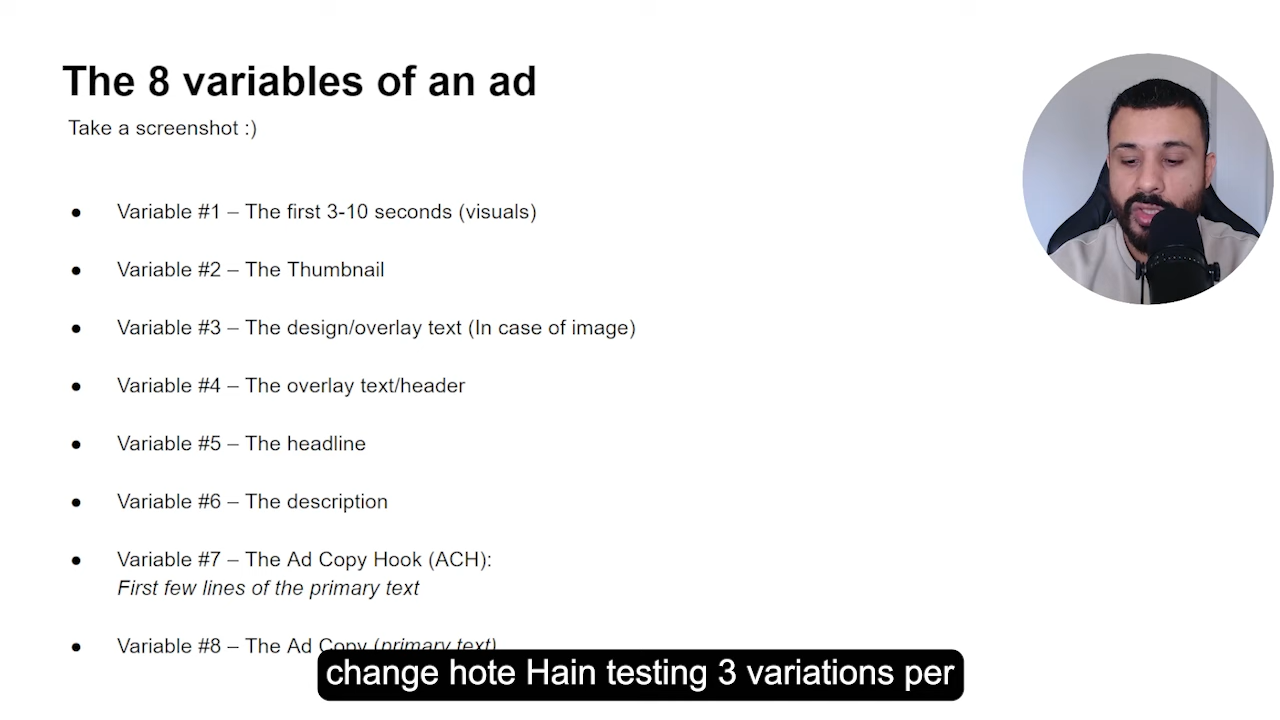 The 8 variables of an ad
Take a screenshot :)
● Variable #1 – The first 3-10 seconds (visuals)
● Variable #2 – The Thumbnail
● Variable #3 – The design/overlay text (In case of image)
● Variable #4 – The overlay text/header
● Variable #5 – The headline
● Variable #6 – The description
● Variable #7 – The Ad Copy Hook (ACH):
First few lines of the primary text
● Variable #8 – The Ad Copy (primary text)
change hote Hain testing 3 variations per